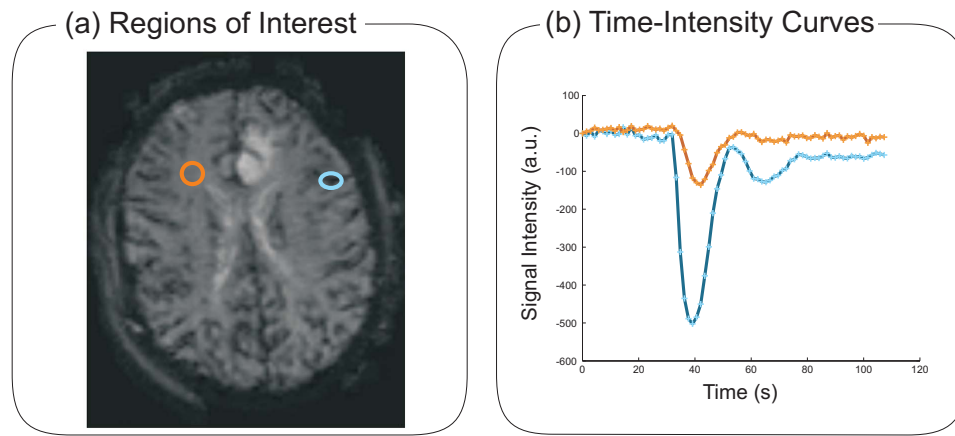 (a) Regions of Interest
(b) Time-Intensity Curves
Signal Intensity (a.u.)
100
0
-100
-200
-300
-400
-500
-600
0 20 40 60 80 100 120
Time (s)